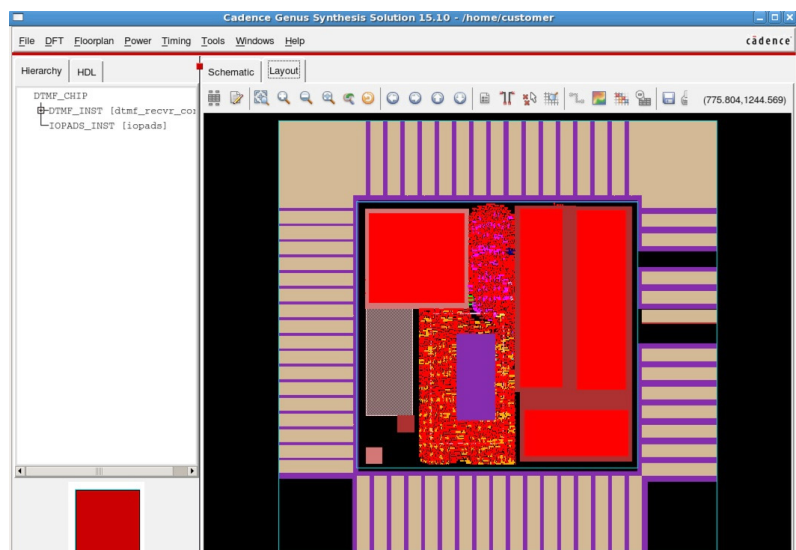 Cadence Genus Synthesis Solution 15.10 - /home/customer
File DFT Floorplan Power Timing Tools Windows Help
cādence
Hierarchy HDL
Schematic Layout
(775.804,1244.569)
DTMF_CHIP
DTMF_INST [dtmf_recvr_cor
IOPADS_INST [iopads]